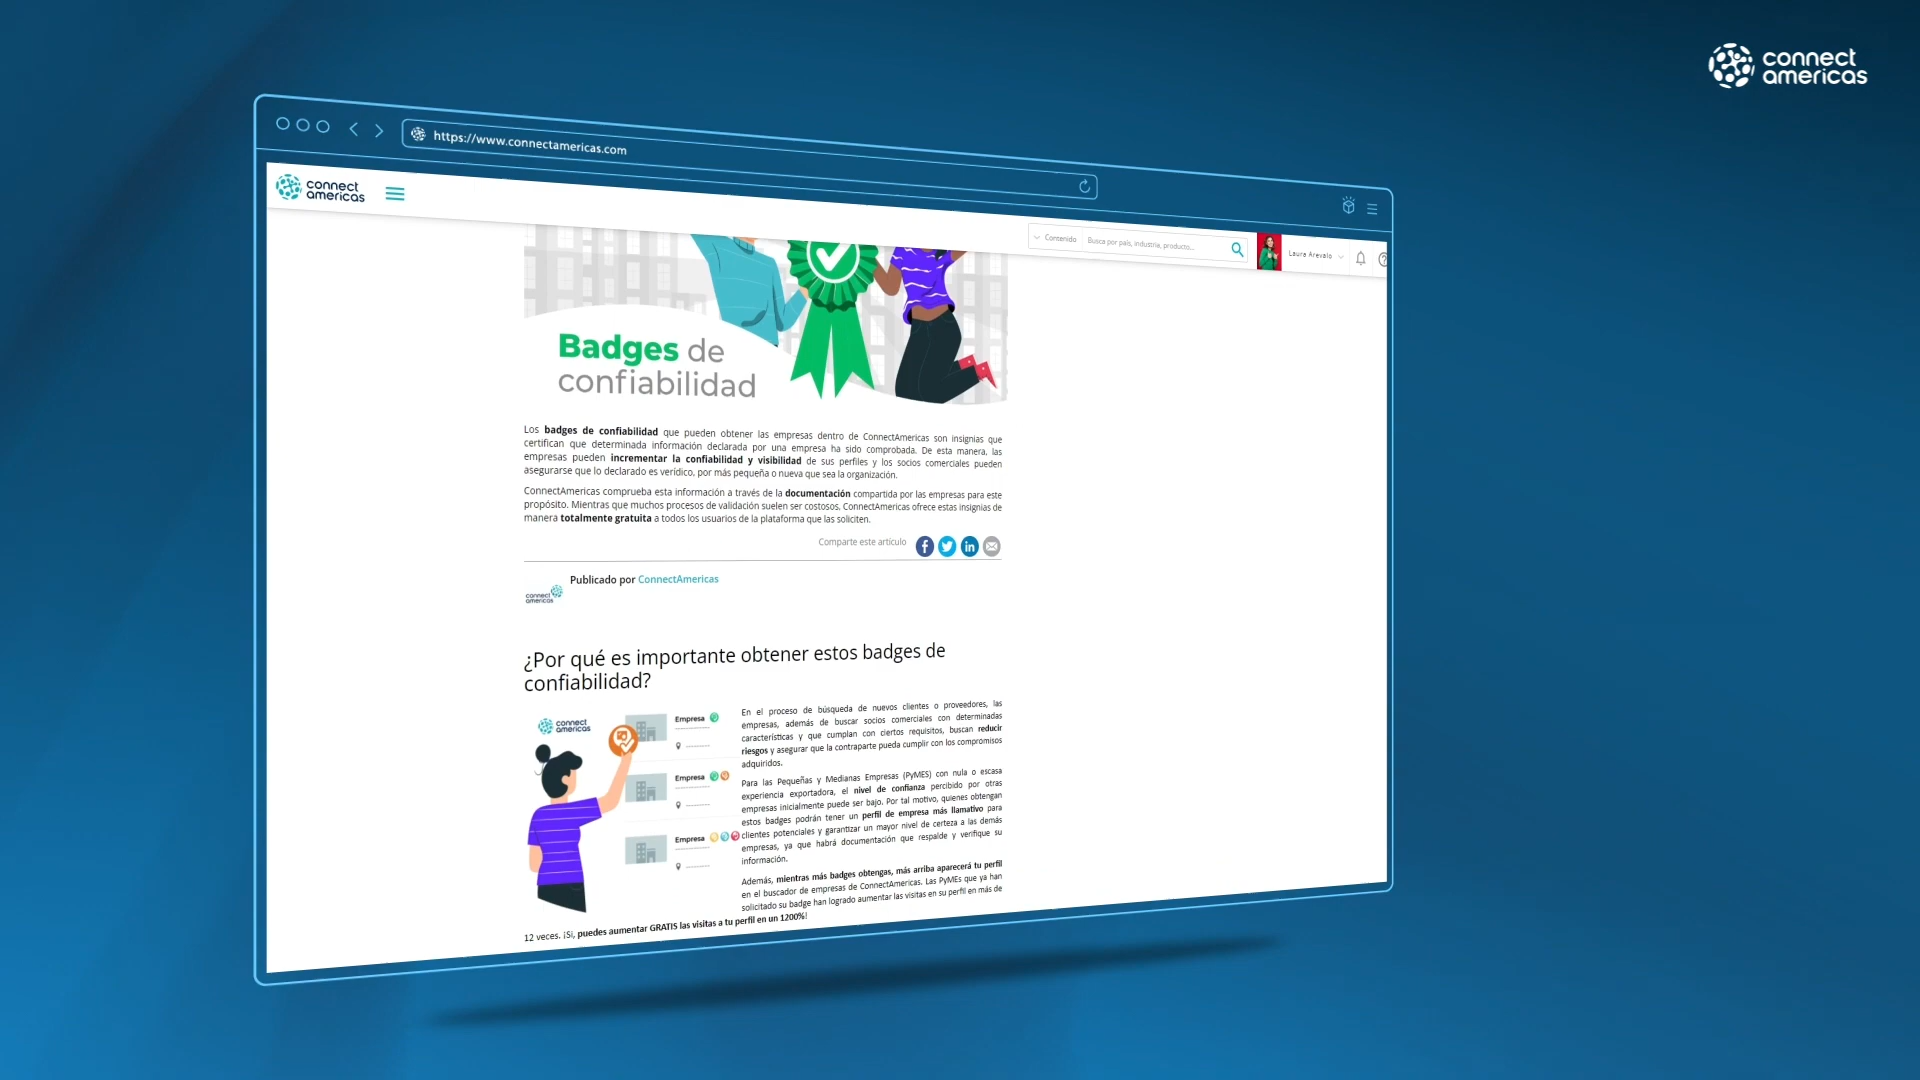 connect
americas
https://www.connectamericas.com
connect
americas
Contenido
Busca por país, industria, producto...
Laura Arevalo
Badges de
confiabilidad
Los badges de confiabilidad que pueden obtener las empresas dentro de ConnectAmericas son insignias que
certifican que determinada información declarada por una empresa ha sido comprobada. De esta manera, las
empresas pueden incrementar la confiabilidad y visibilidad de sus perfiles y los socios comerciales pueden
asegurarse que lo declarado es verídico, por más pequeña o nueva que sea la organización.
ConnectAmericas comprueba esta información a través de la documentación compartida por las empresas para este
propósito. Mientras que muchos procesos de validación suelen ser costosos, ConnectAmericas ofrece estas insignias de
manera totalmente gratuita a todos los usuarios de la plataforma que las soliciten.
Comparte este artículo
Publicado por ConnectAmericas
connect
americas
¿Por qué es importante obtener estos badges de
confiabilidad?
connect
americas
Empresa
Empresa
Empresa
En el proceso de búsqueda de nuevos clientes o proveedores, las
empresas, además de buscar socios comerciales con determinadas
características y que cumplan con ciertos requisitos, buscan reducir
riesgos y asegurar que la contraparte pueda cumplir con los compromisos
adquiridos.
Para las Pequeñas y Medianas Empresas (PyMES) con nula o escasa
experiencia exportadora, el nivel de confianza percibido por otras
empresas inicialmente puede ser bajo. Por tal motivo, quienes obtengan
estos badges podrán tener un perfil de empresa más llamativo para
clientes potenciales y garantizar un mayor nivel de certeza a las demás
empresas, ya que habrá documentación que respalde y verifique su
información.
Además, mientras más badges obtengas, más arriba aparecerá tu perfil
en el buscador de empresas de ConnectAmericas. Las PyMEs que ya han
solicitado su badge han logrado aumentar las visitas en su perfil en más de
12 veces. ¡Sí, puedes aumentar GRATIS las visitas a tu perfil en un 1200%!